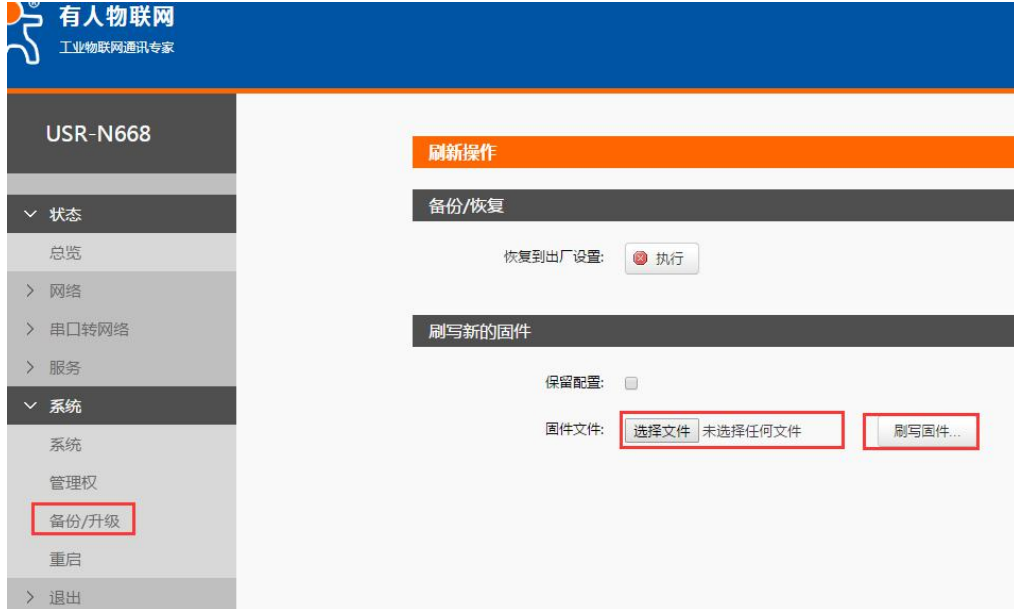 ®
有人物联网
工业物联网通讯专家
USR-N668
状态
总览
网络
串口转网络
服务
系统
系统
管理权
备份/升级
重启
退出
刷新操作
备份/恢复
恢复到出厂设置: 执行
刷写新的固件
保留配置:
固件文件: 选择文件 未选择任何文件 刷写固件...